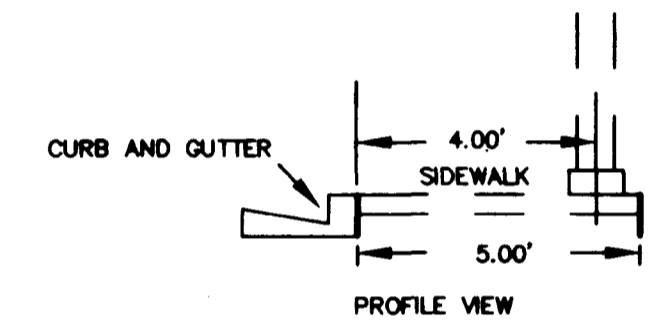 4.00'
CURB AND GUTTER
SIDEWALK
5.00'
PROFILE VIEW